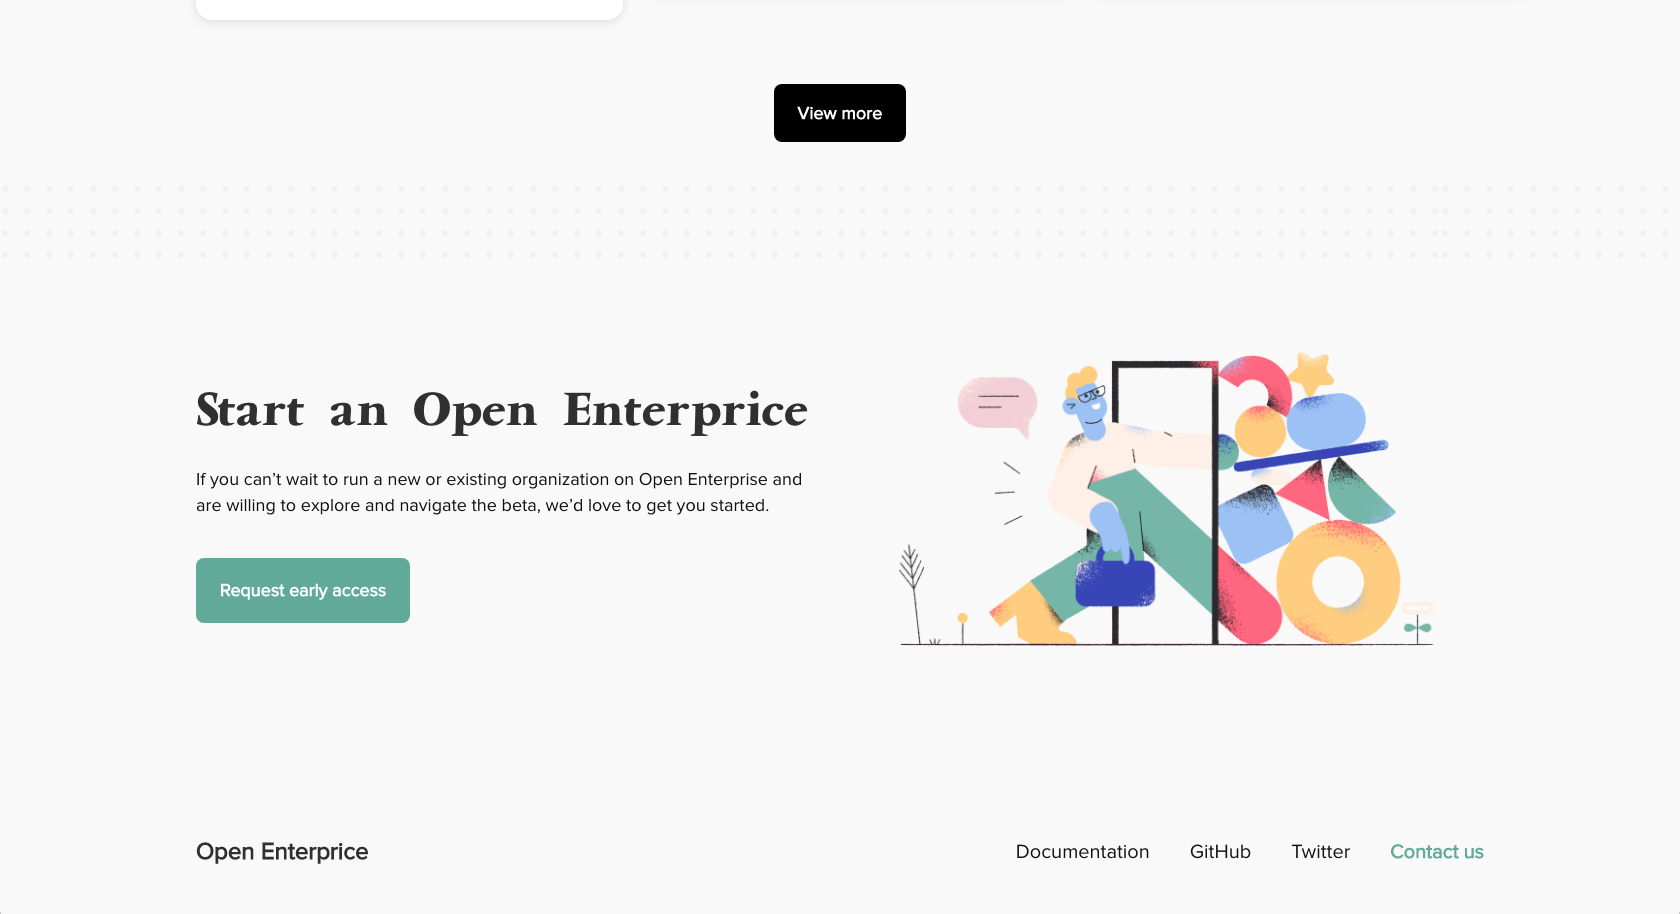 View more
Start an Open Enterprice
If you can’t wait to run a new or existing organization on Open Enterprise and
are willing to explore and navigate the beta, we’d love to get you started.
Request early access
Open Enterprice
Documentation GitHub Twitter Contact us